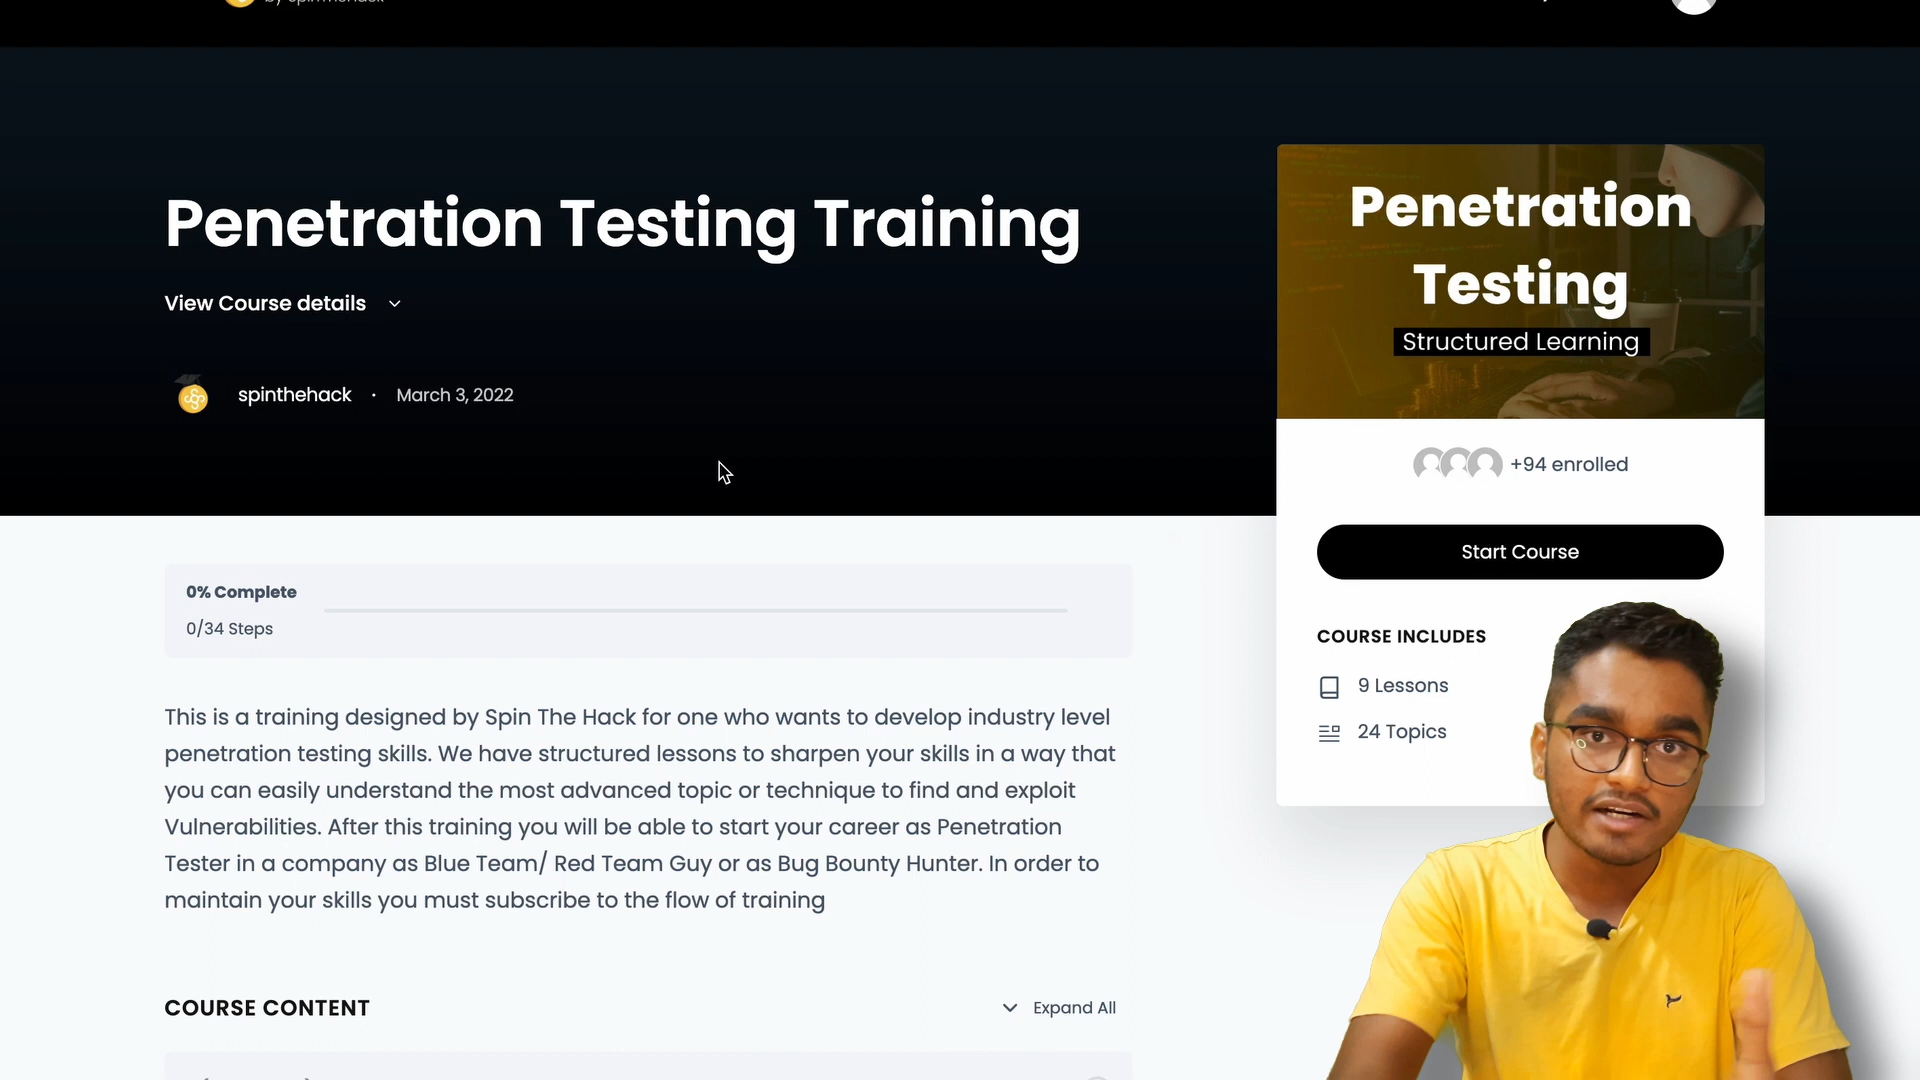 by spinthehack
Penetration Testing Training
View Course details
spinthehack · March 3, 2022
Penetration
Testing
Structured Learning
+94 enrolled
Start Course
COURSE INCLUDES
9 Lessons
24 Topics
0% Complete
0/34 Steps
This is a training designed by Spin The Hack for one who wants to develop industry level
penetration testing skills. We have structured lessons to sharpen your skills in a way that
you can easily understand the most advanced topic or technique to find and exploit
Vulnerabilities. After this training you will be able to start your career as Penetration
Tester in a company as Blue Team/ Red Team Guy or as Bug Bounty Hunter. In order to
maintain your skills you must subscribe to the flow of training
COURSE CONTENT
Expand All